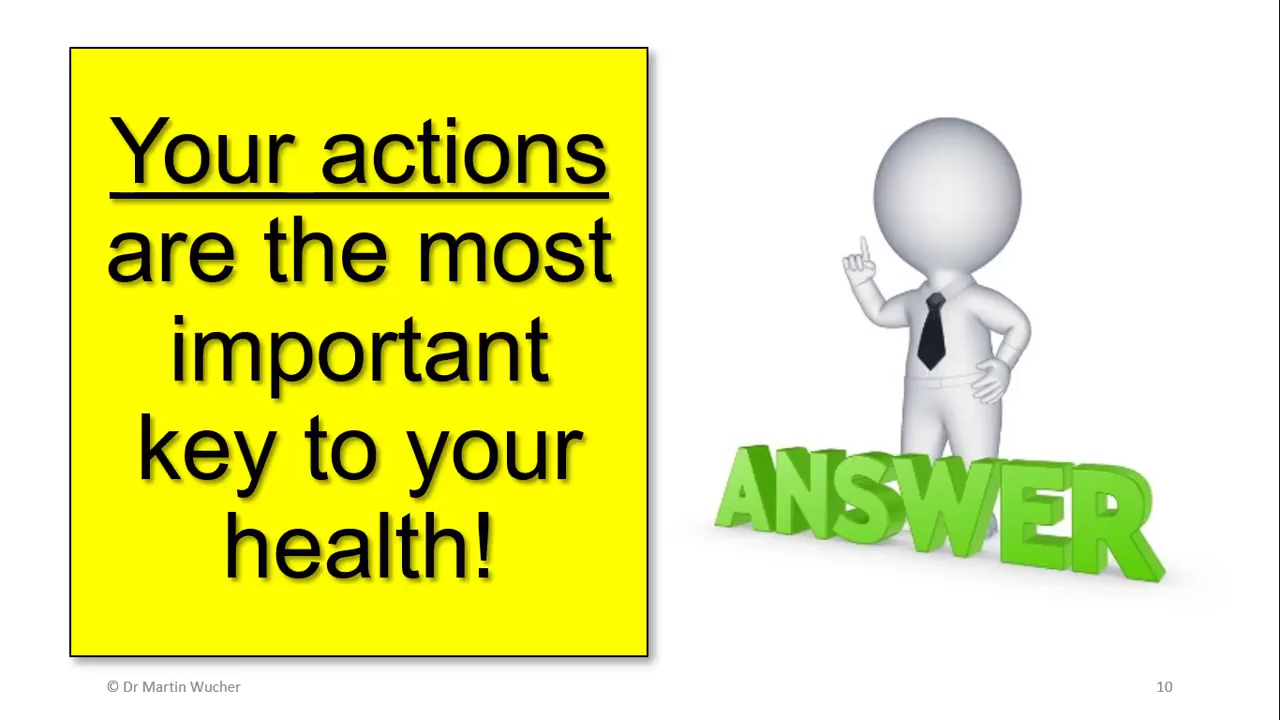 Your actions
are the most
important
key to your
health!
ANSWER
© Dr Martin Wucher
10